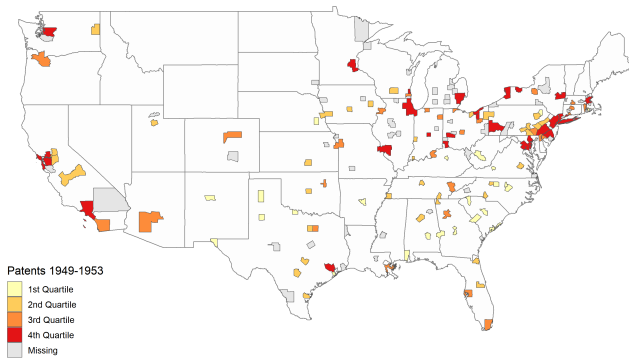 Patents 1949-1953
1st Quartile
2nd Quartile
3rd Quartile
4th Quartile
Missing